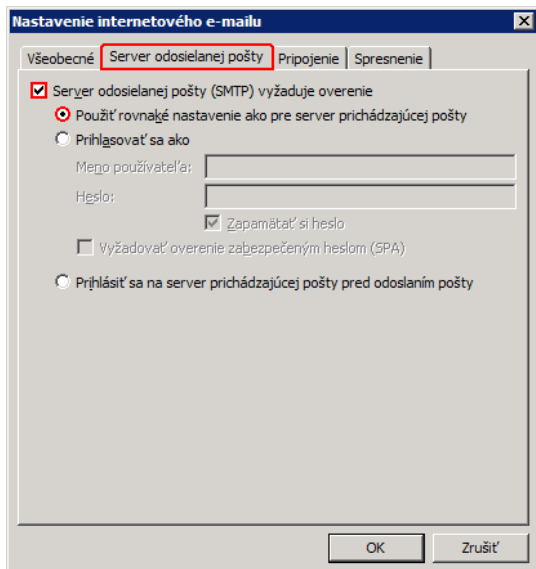 Nastavenie internetového e-mailu
Všeobecné Server odosielanej pošty Pripojenie Spresnenie
Server odosielanej pošty (SMTP) vyžaduje overenie
Použiť rovnaké nastavenie ako pre server prichádzajúcej pošty
Prihlasovať sa ako
Meno používateľa:
Heslo:
Zapamätať si heslo
Vyžadovať overenie zabezpečeným heslom (SPA)
Prihlásiť sa na server prichádzajúcej pošty pred odoslaním pošty
OK Zrušiť